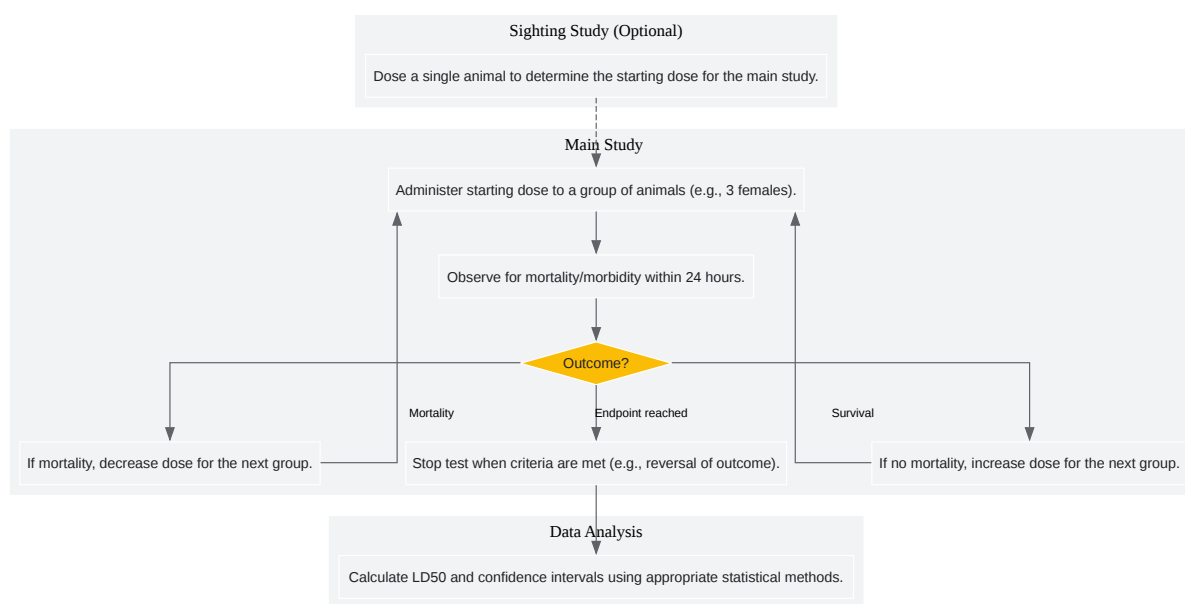 Sighting Study (Optional)
Dose a single animal to determine the starting dose for the main study.
Main Study
Administer starting dose to a group of animals (e.g., 3 females).
Observe for mortality/morbidity within 24 hours.
Outcome?
Mortality
Endpoint reached
Survival
If mortality, decrease dose for the next group.
Stop test when criteria are met (e.g., reversal of outcome).
If no mortality, increase dose for the next group.
Data Analysis
Calculate LD50 and confidence intervals using appropriate statistical methods.